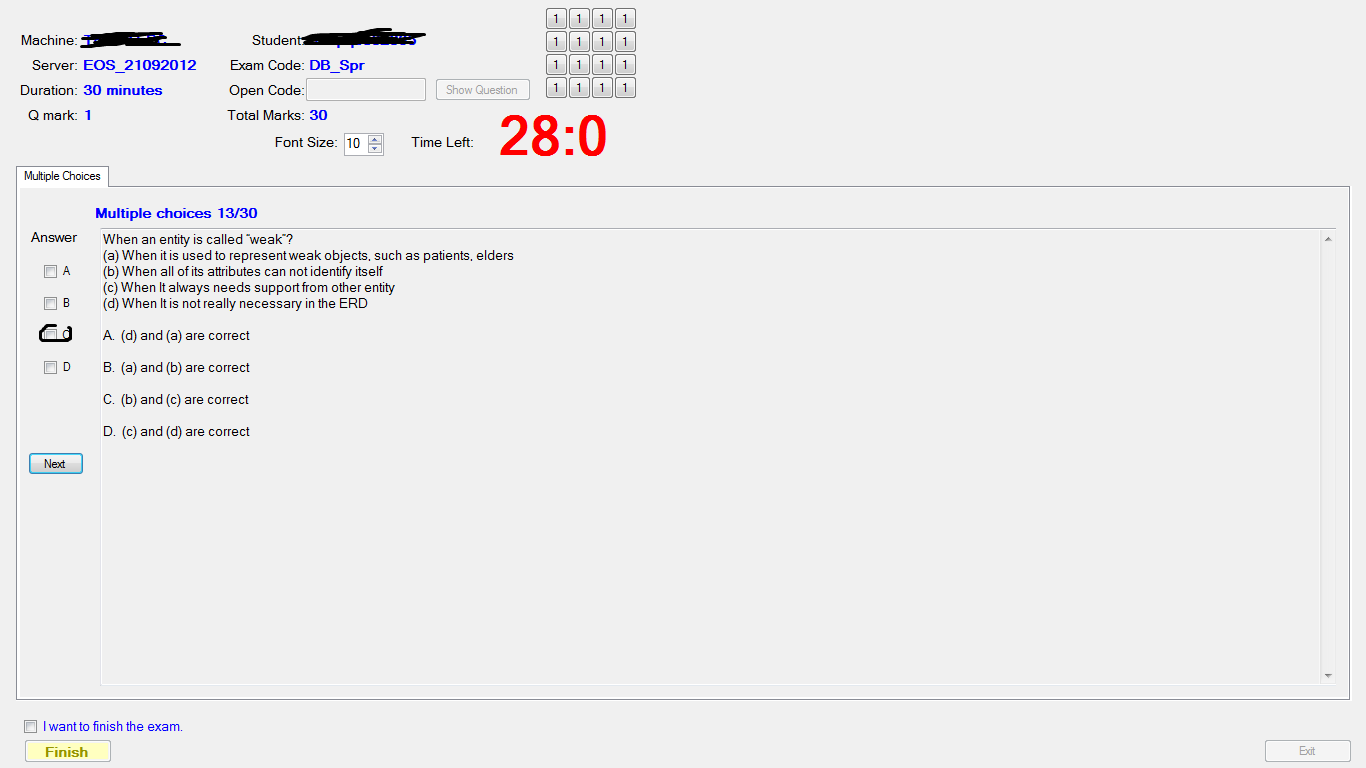 Machine:
Student:
Server: EOS_21092012
Exam Code: DB_Spr
Duration: 30 minutes
Open Code:
Show Question
Q mark: 1
Total Marks: 30
1 1 1 1
1 1 1 1
1 1 1 1
1 1 1 1
Font Size: 10
Time Left: 28:0
Multiple Choices
Multiple choices 13/30
Answer
A
B
D
Next
When an entity is called “weak”?
(a) When it is used to represent weak objects, such as patients, elders
(b) When all of its attributes can not identify itself
(c) When It always needs support from other entity
(d) When It is not really necessary in the ERD
A. (d) and (a) are correct
B. (a) and (b) are correct
C. (b) and (c) are correct
D. (c) and (d) are correct
I want to finish the exam.
Finish
Exit